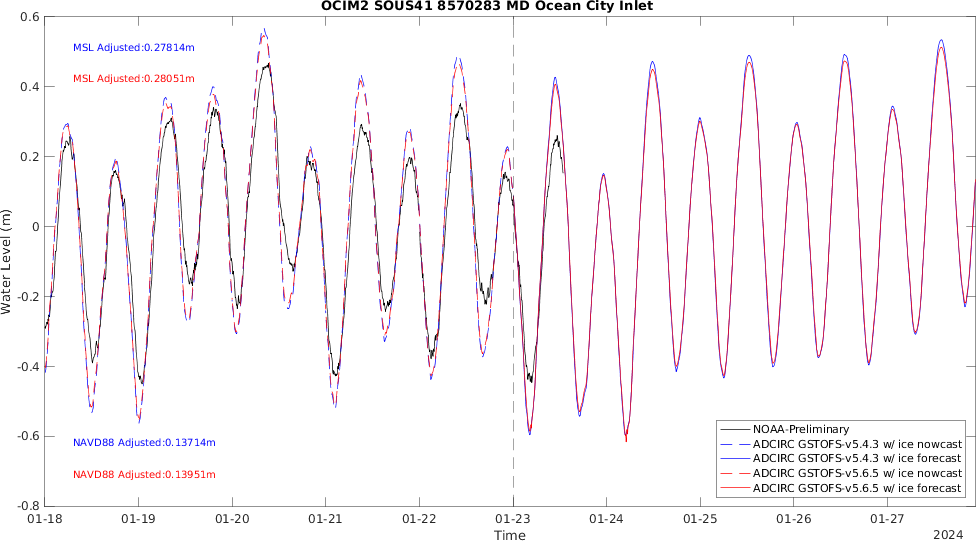 OCIM2 SOUS41 8570283 MD Ocean City Inlet
0.6
0.4
0.2
0
-0.2
-0.4
-0.6
-0.8
Water Level (m)
MSL Adjusted:0.27814m
MSL Adjusted:0.28051m
NAVD88 Adjusted:0.13714m
NAVD88 Adjusted:0.13951m
NOAA-Preliminary
ADCIRC GSTOFS-v5.4.3 w/ ice nowcast
ADCIRC GSTOFS-v5.4.3 w/ ice forecast
ADCIRC GSTOFS-v5.6.5 w/ ice nowcast
ADCIRC GSTOFS-v5.6.5 w/ ice forecast
01-18 01-19 01-20 01-21 01-22 01-23 01-24 01-25 01-26 01-27
Time
2024